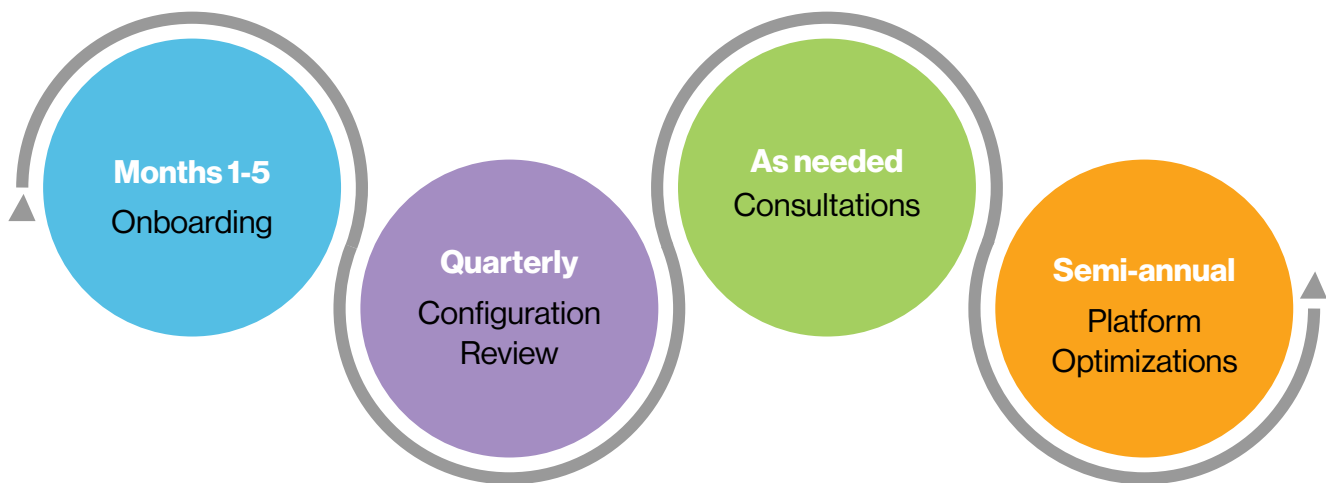 Months 1-5
Onboarding
Quarterly
Configuration
Review
As needed
Consultations
Semi-annual
Platform
Optimizations